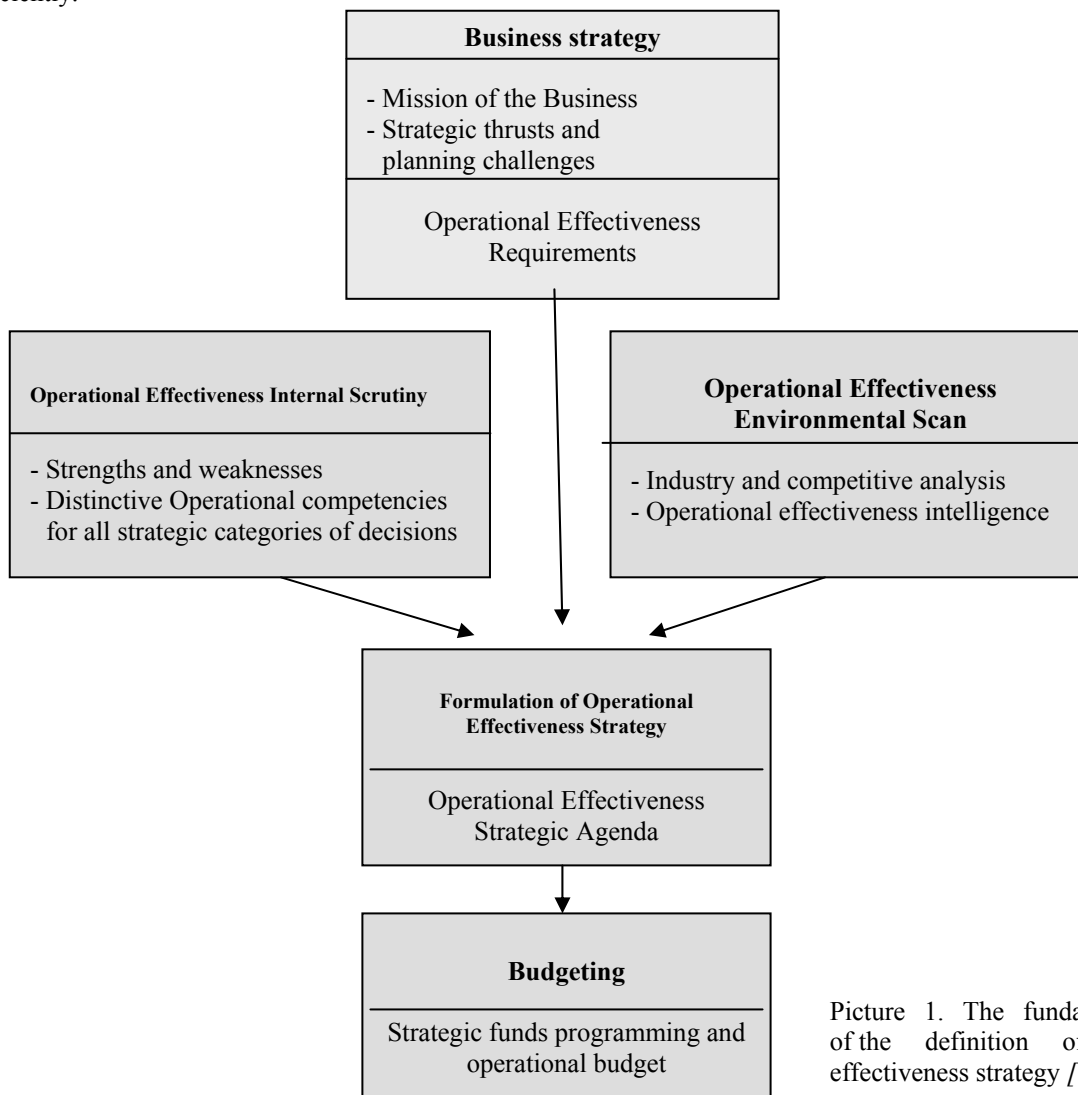 Business strategy
- Mission of the Business
- Strategic thrusts and
planning challenges
Operational Effectiveness
Requirements
Operational Effectiveness Internal Scrutiny
- Strengths and weaknesses
- Distinctive Operational competencies
for all strategic categories of decisions
Operational Effectiveness
Environmental Scan
- Industry and competitive analysis
- Operational effectiveness intelligence
Formulation of Operational
Effectiveness Strategy
Operational Effectiveness
Strategic Agenda
Budgeting
Strategic funds programming and
operational budget
Picture 1. The
of the definition
effectiveness strategy [